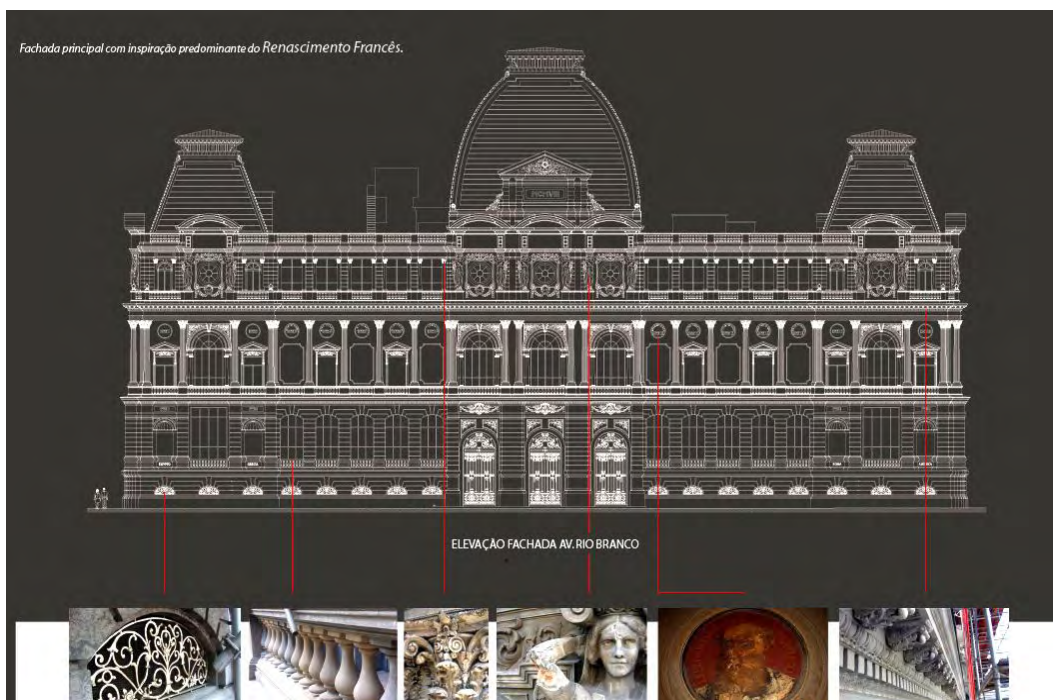 Fachada principal com inspiração predominante do Renascimento Francês.
ELEVAÇÃO FACHADA AV. RIO BRANCO